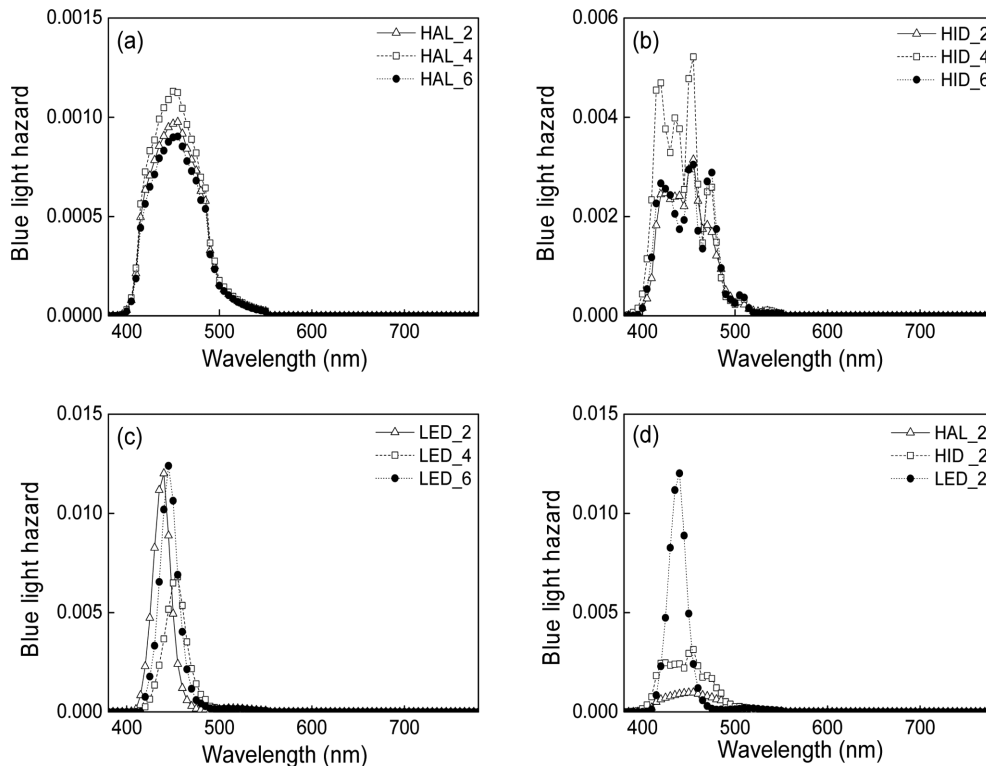 (a)
HAL_2
HAL_4
HAL_6
0.0015
0.0010
0.0005
0.0000
Blue light hazard
400 500 600 700
Wavelength (nm)
(b)
HID_2
HID_4
HID_6
0.006
0.004
0.002
0.000
Blue light hazard
400 500 600 700
Wavelength (nm)
(c)
LED_2
LED_4
LED_6
0.015
0.010
0.005
0.000
Blue light hazard
400 500 600 700
Wavelength (nm)
(d)
HAL_2
HID _2
LED_2
0.015
0.010
0.005
0.000
Blue light hazard
400 500 600 700
Wavelength (nm)